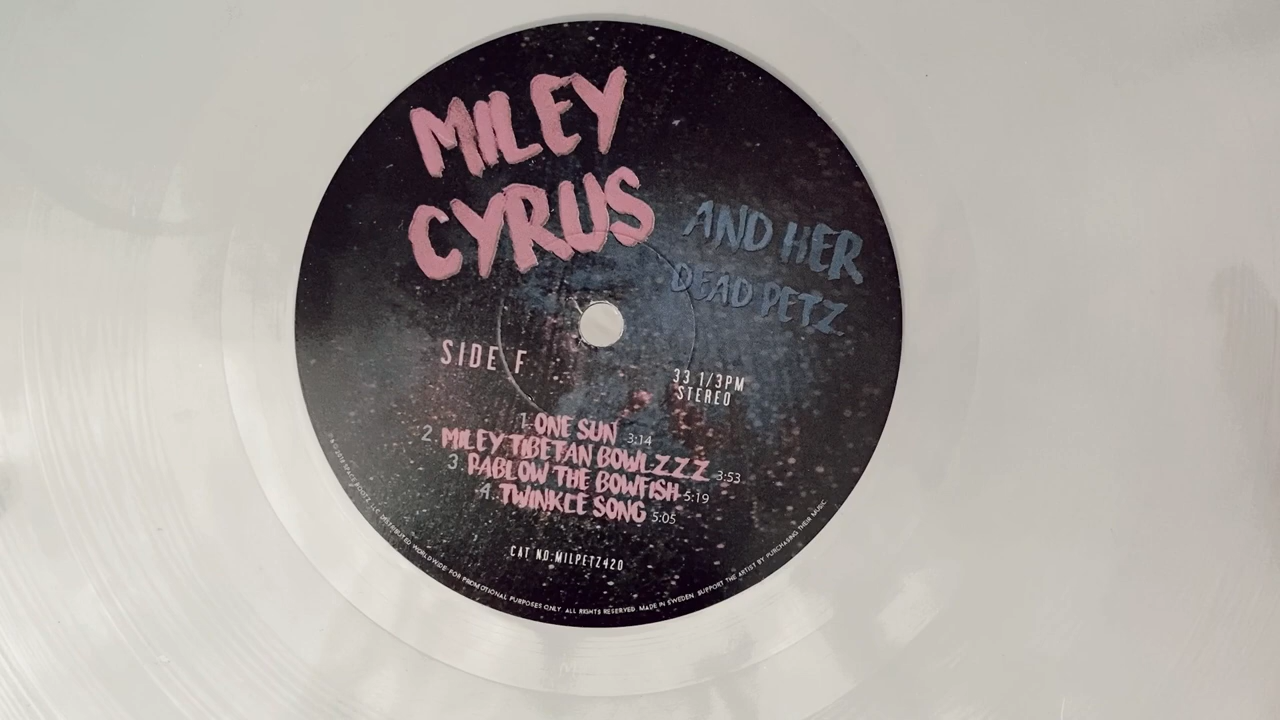 MILEY
CYRUS
AND HER
DEAD PETZ
SIDE F
33 1/3PM
STEREO
1. ONE SUN 3:14
2. MILEY TIBETAN BOWLZZZ 3:53
3. PABLOW THE BOWFISH 5:19
4. TWINKLE SONG 5:05
CAT NO:MILPETZ420
DISTRIBUTED WORLDWIDE. FOR PROMOTIONAL PURPOSES ONLY. ALL RIGHTS RESERVED. MADE IN SWEDEN. SUPPORT THE ARTIST BY PURCHASING THEIR MUSIC.